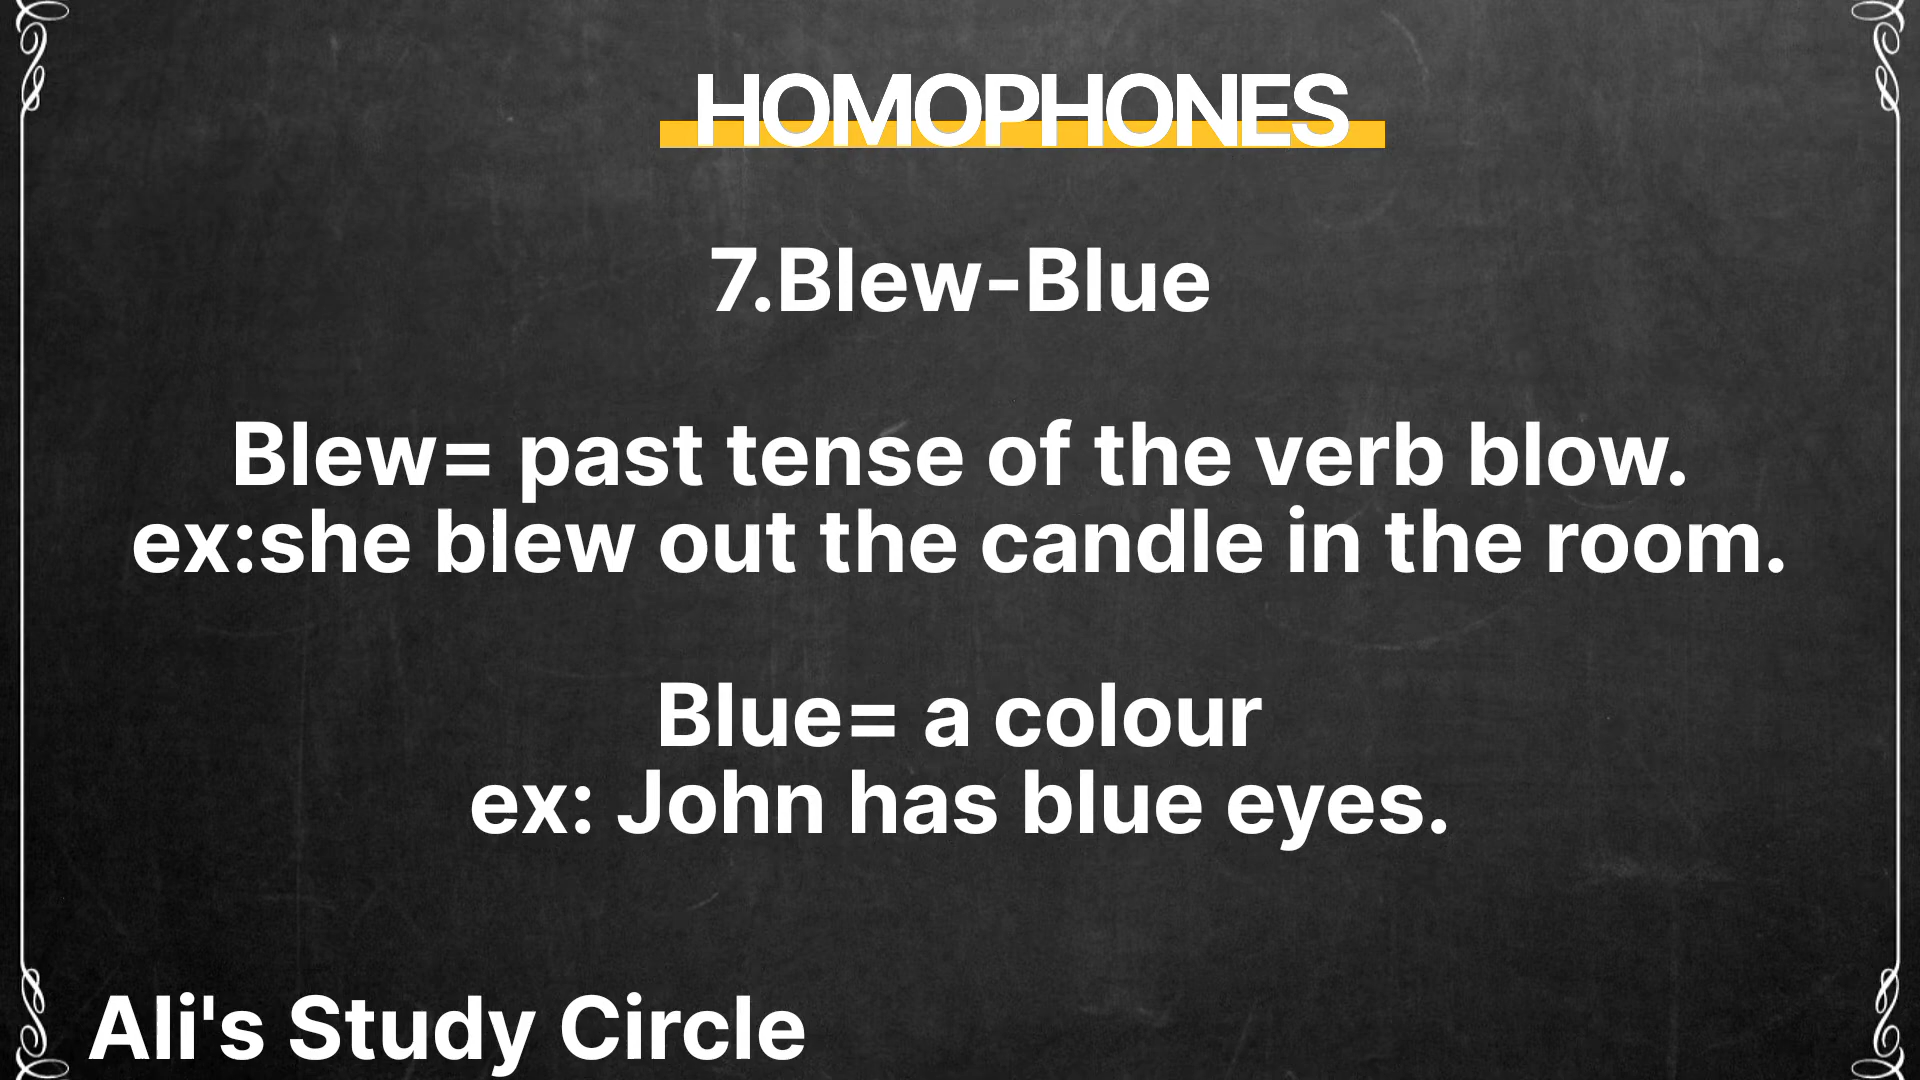 HOMOPHONES
7.Blew-Blue
Blew= past tense of the verb blow.
ex:she blew out the candle in the room.
Blue= a colour
ex: John has blue eyes.
Ali's Study Circle